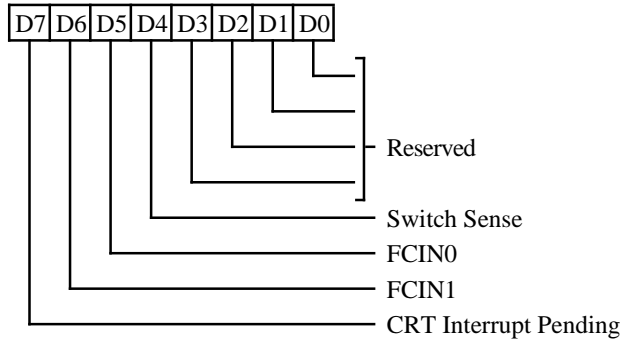 D7 D6 D5 D4 D3 D2 D1 D0
Reserved
Switch Sense
FCIN0
FCIN1
CRT Interrupt Pending